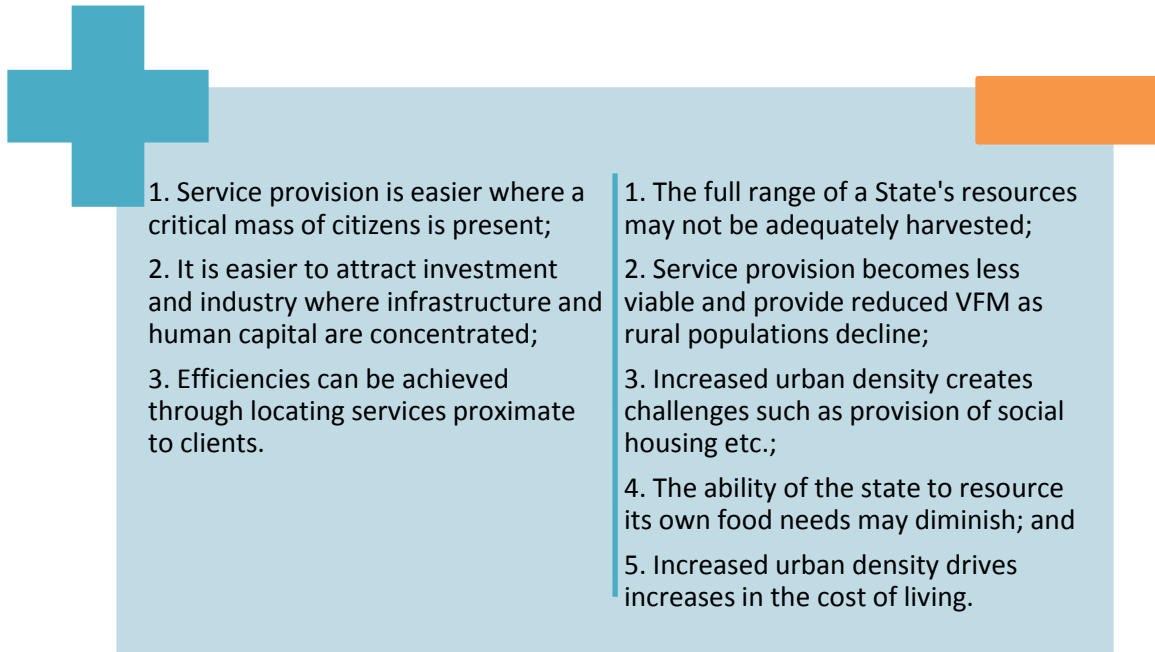 1. Service provision is easier where a
critical mass of citizens is present;
2. It is easier to attract investment
and industry where infrastructure and
human capital are concentrated;
3. Efficiencies can be achieved
through locating services proximate
to clients.
1. The full range of a State's resources
may not be adequately harvested;
2. Service provision becomes less
viable and provide reduced VFM as
rural populations decline;
3. Increased urban density creates
challenges such as provision of social
housing etc.;
4. The ability of the state to resource
its own food needs may diminish; and
5. Increased urban density drives
increases in the cost of living.